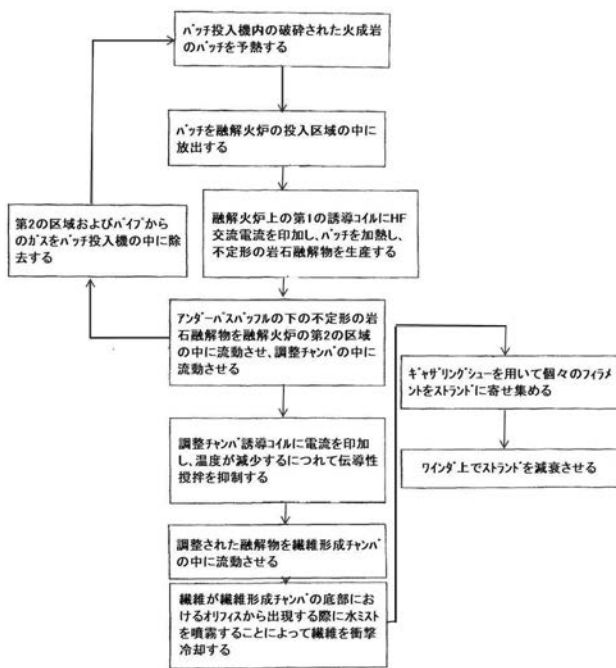 バッチ投入機内の破砕された火成岩
のバッチを予熱する
バッチを融解火炉の投入区域の中に
放出する
融解火炉上の第1の誘導コイルにHF
交流電流を印加し、バッチを加熱し、
不定形の岩石融解物を生産する
第2の区域およびパイプから
のガスをバッチ投入機の中に除
去する
アンダーパスバッフルの下の不定形の岩
石融解物を融解火炉の第2の区域
の中に流動させ、調整チャンバの中に
流動させる
調整チャンバ誘導コイルに電流を印加
し、温度が減少するにつれて伝導性
撹拌を抑制する
調整された融解物を繊維形成チャンバ
の中に流動させる
繊維が繊維形成チャンバの底部にお
けるオリフィスから出現する際に水ミスト
を噴霧することによって繊維を衝撃
冷却する
ギャザリングシューを用いて個々のフィラメ
ントをストランドに寄せ集める
ワインダ上でストランドを減衰させる